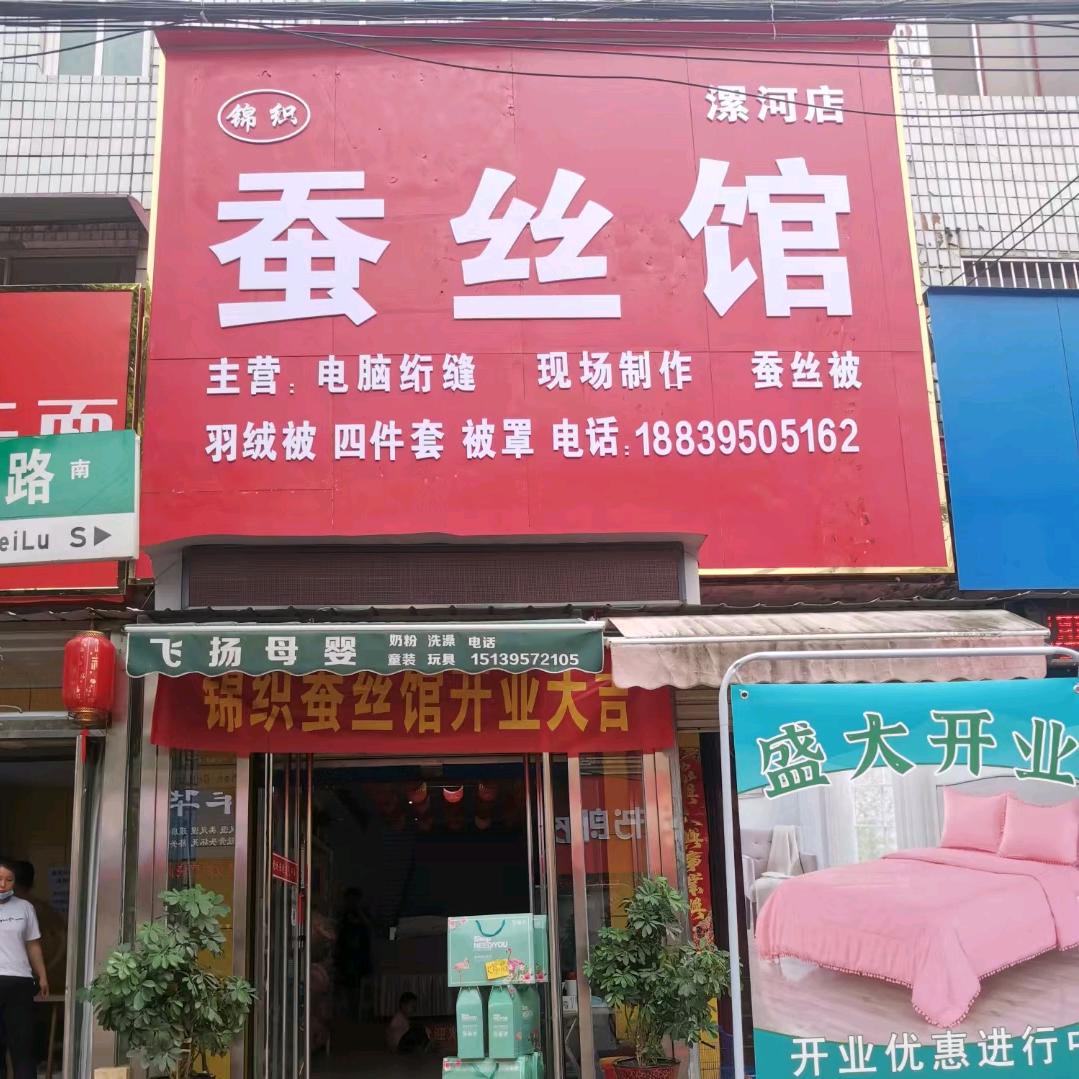 锦织
漯河店
蚕丝馆
主营:电脑绗缝 现场制作 蚕丝被
羽绒被 四件套 被罩 电话:18839505162
路 南
eiLu S
飞扬母婴 奶粉 洗澡 电话
童装 玩具 15139572105
锦织蚕丝馆开业大吉
盛大开业
NEED YOU
开业优惠进行中